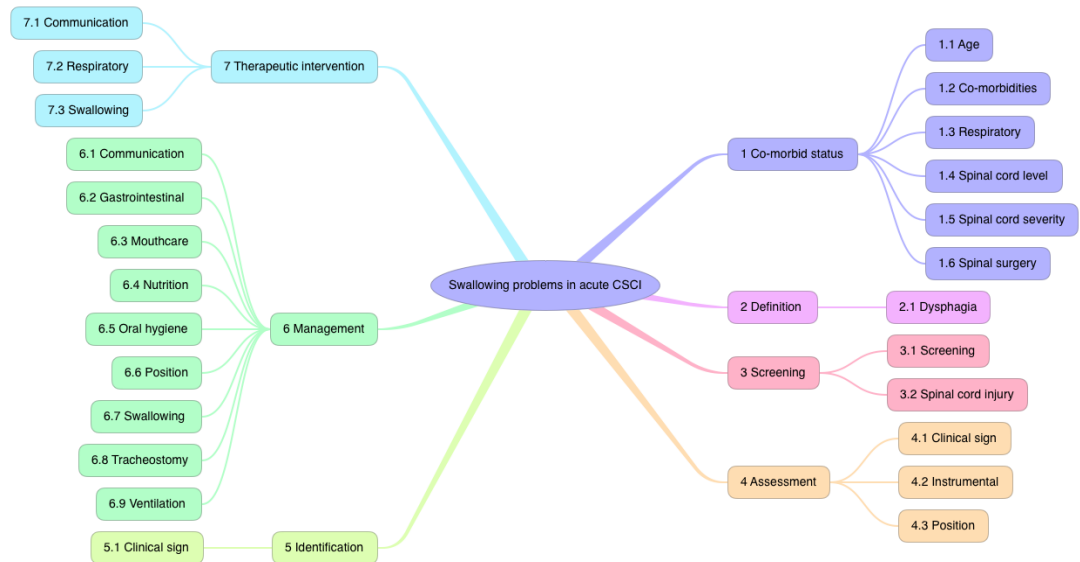 Swallowing problems in acute CSCI
1 Co-morbid status
1.1 Age
1.2 Co-morbidities
1.3 Respiratory
1.4 Spinal cord level
1.5 Spinal cord severity
1.6 Spinal surgery
2 Definition
2.1 Dysphagia
3 Screening
3.1 Screening
3.2 Spinal cord injury
4 Assessment
4.1 Clinical sign
4.2 Instrumental
4.3 Position
5 Identification
5.1 Clinical sign
6 Management
6.1 Communication
6.2 Gastrointestinal
6.3 Mouthcare
6.4 Nutrition
6.5 Oral hygiene
6.6 Position
6.7 Swallowing
6.8 Tracheostomy
6.9 Ventilation
7 Therapeutic intervention
7.1 Communication
7.2 Respiratory
7.3 Swallowing